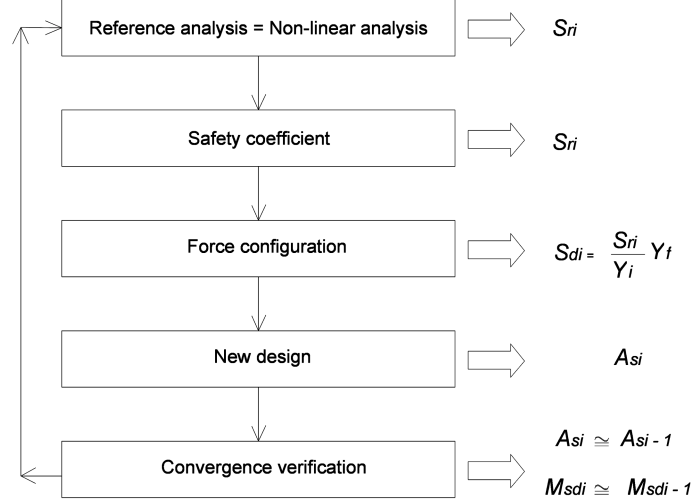 Reference analysis = Non-linear analysis
Sri
Safety coefficient
Sri
Force configuration
Sdi = Sri / Yi Yf
New design
Asi
Convergence verification
Asi ≅ Asi - 1
Msdi ≅ Msdi - 1